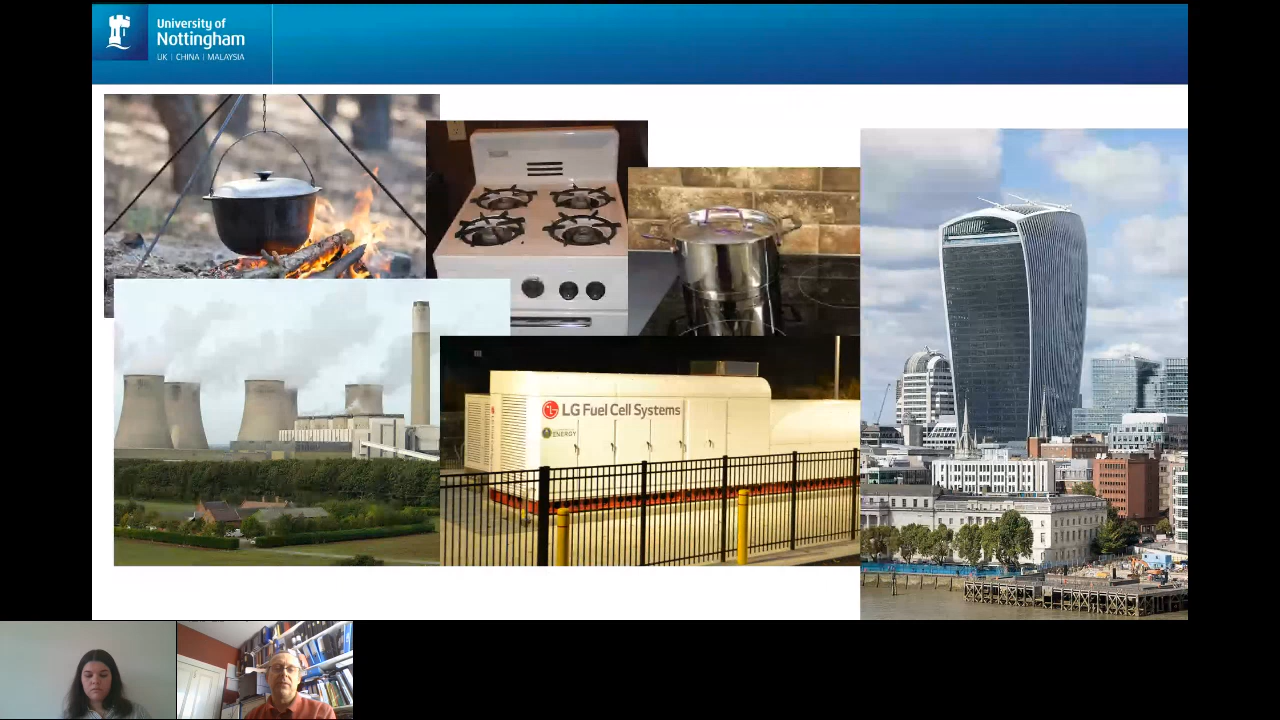 University of
Nottingham
UK | CHINA | MALAYSIA
LG Fuel Cell Systems
ENERGY